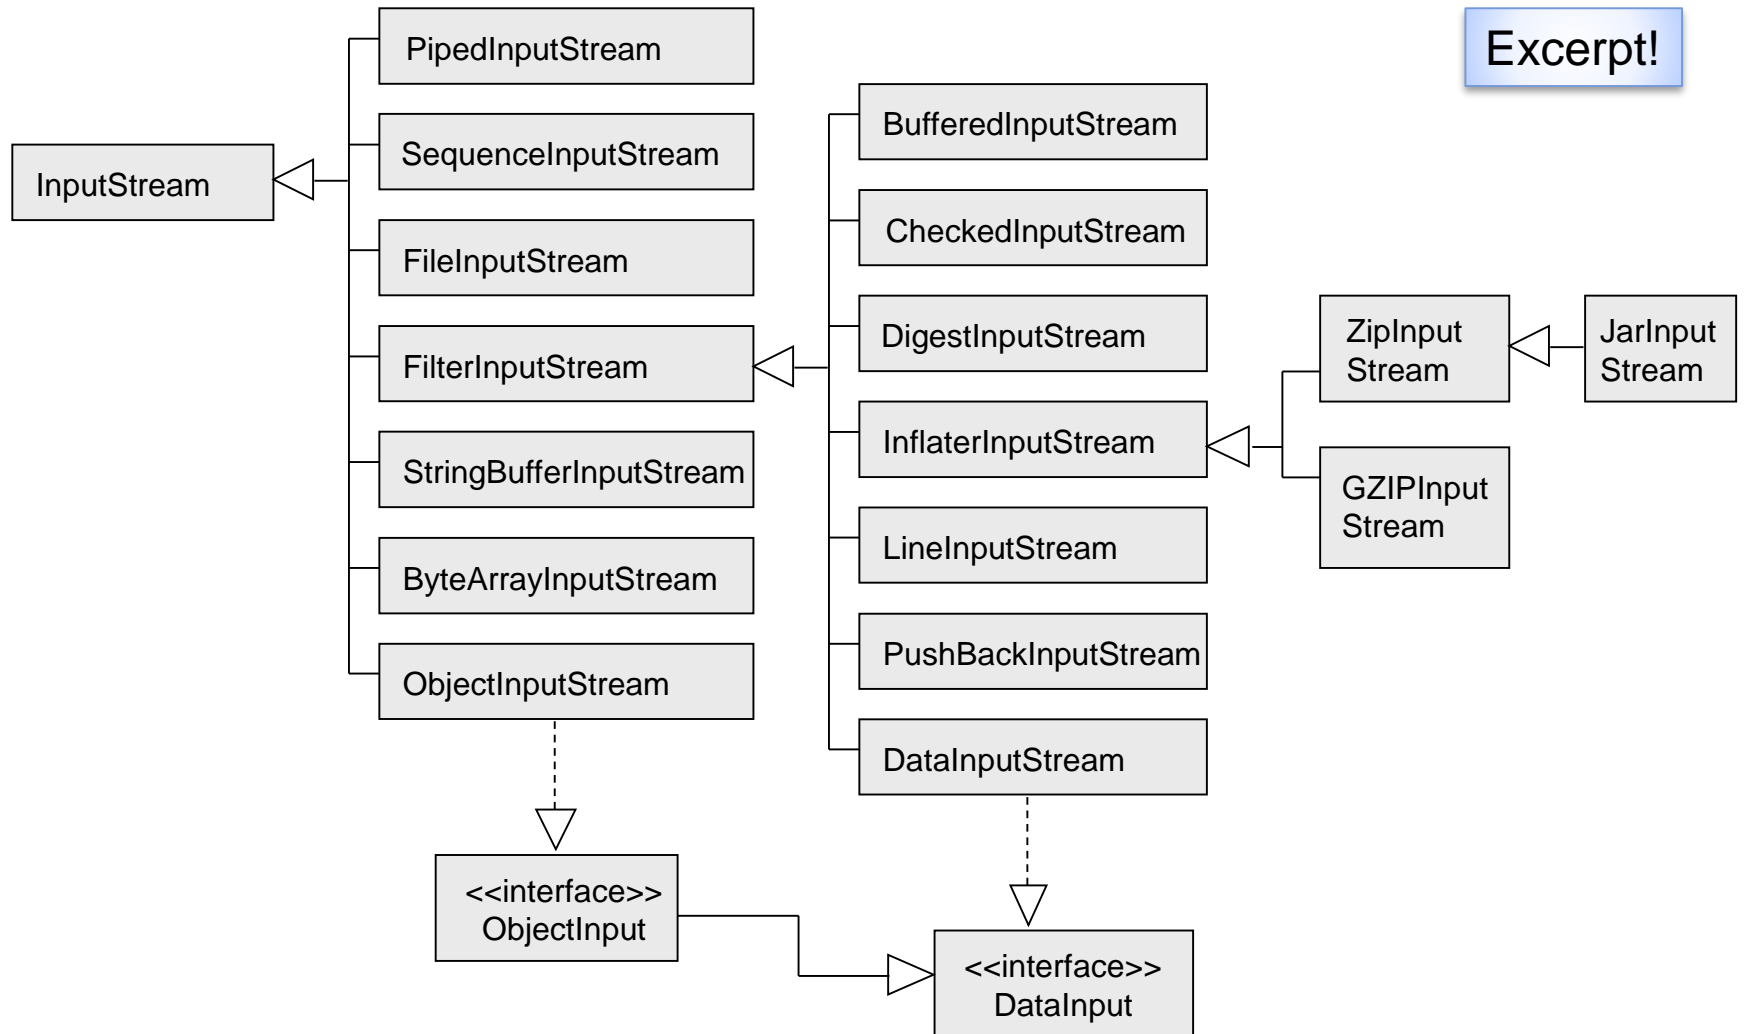 Excerpt!
InputStream
PipedInputStream
SequenceInputStream
FileInputStream
FilterInputStream
StringBufferInputStream
ByteArrayInputStream
ObjectInputStream
BufferedInputStream
CheckedInputStream
DigestInputStream
InflaterInputStream
LineInputStream
PushBackInputStream
DataInputStream
ZipInput
Stream
JarInput
Stream
GZIPInput
Stream
<<interface>>
ObjectInput
<<interface>>
DataInput